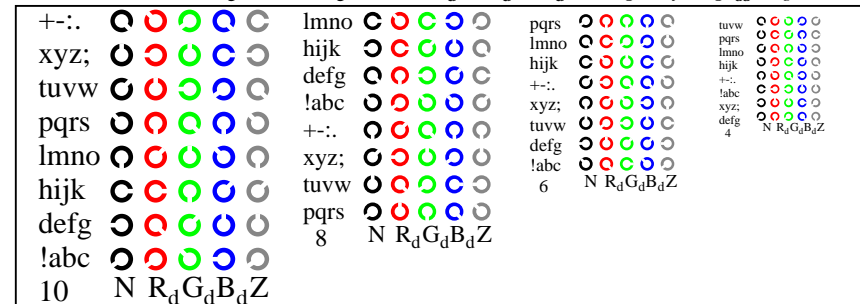 +-:.
xyz;
tuvw
pqrs
lmno
hijk
defg
!abc
10 N RdGdBdZ
lmno
hijk
defg
!abc
+-:.
xyz;
tuvw
pqrs
8 N RdGdBdZ
pqrs
lmno
hijk
+-:.
xyz;
tuvw
defg
!abc
6 N RdGdBdZ
tuvw
pqrs
lmno
hijk
+-:.
!abc
xyz;
defg
4 N RdGdBdZ